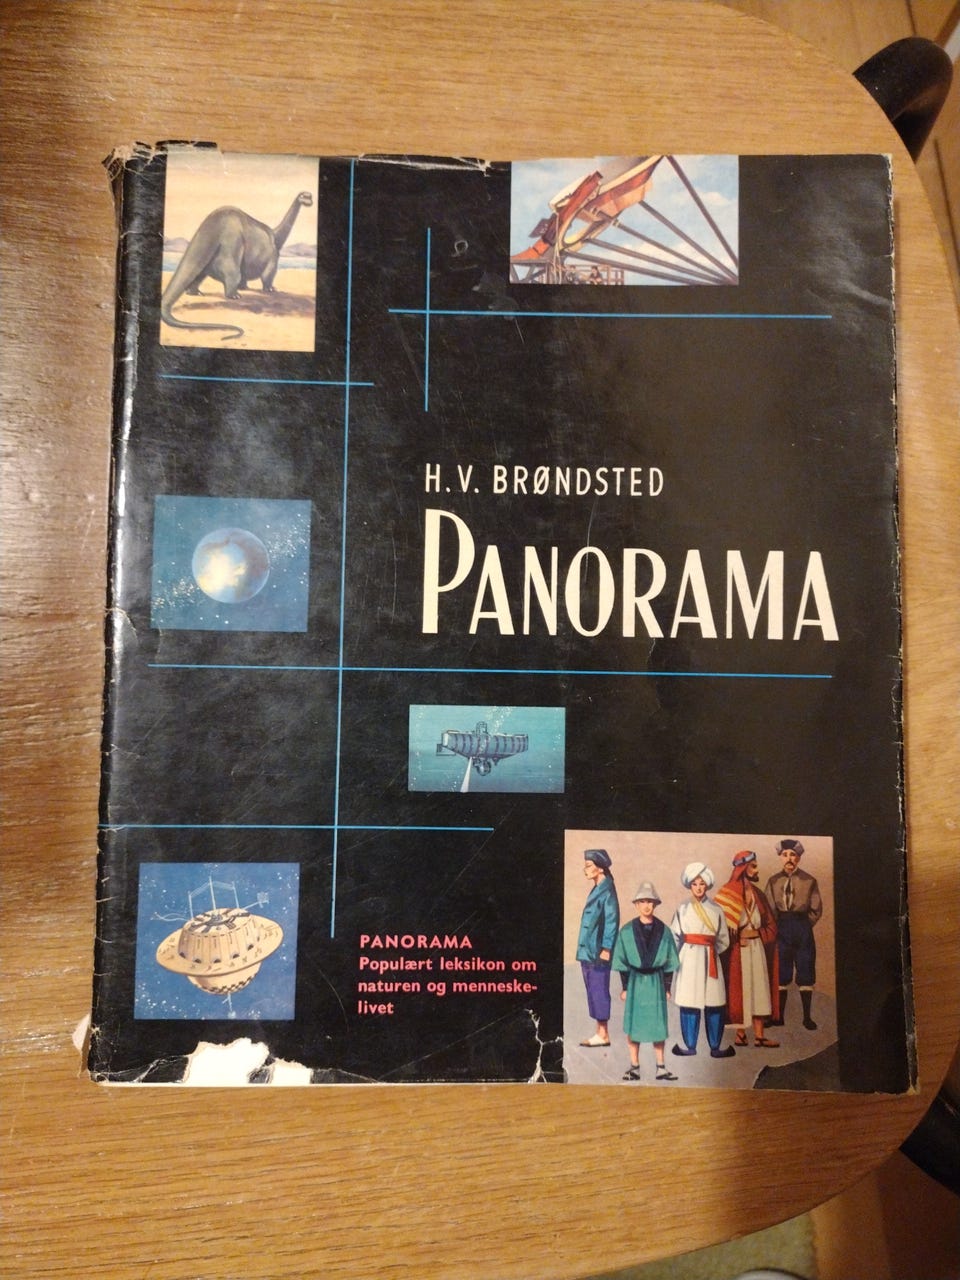 H.V. BRØNDSTED
PANORAMA
PANORAMA
Populært leksikon om
naturen og menneske-
livet